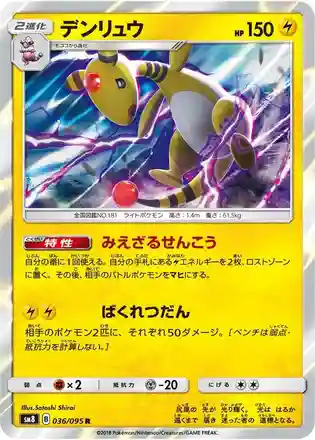 2進化
デンリュウ
HP 150
モココから進化
全国図鑑NO.181 ライトポケモン 高さ:1.4m 重さ:61.5kg
特性 みえざるせんこう
自分の番に1回使える。自分の手札にあるエネルギーを2枚、ロストゾーン
に置く。その後、相手のバトルポケモンをマヒにする。
ばくれつだん
相手のポケモン2匹に、それぞれ50ダメージ。[ベンチは弱点・
抵抗力を計算しない。]
弱点 ×2 抵抗力 -20 にげる
Illus.Satoshi Shirai
SM8 B 036/095 R
©2018 Pokémon/Nintendo/Creatures/GAME FREAK.